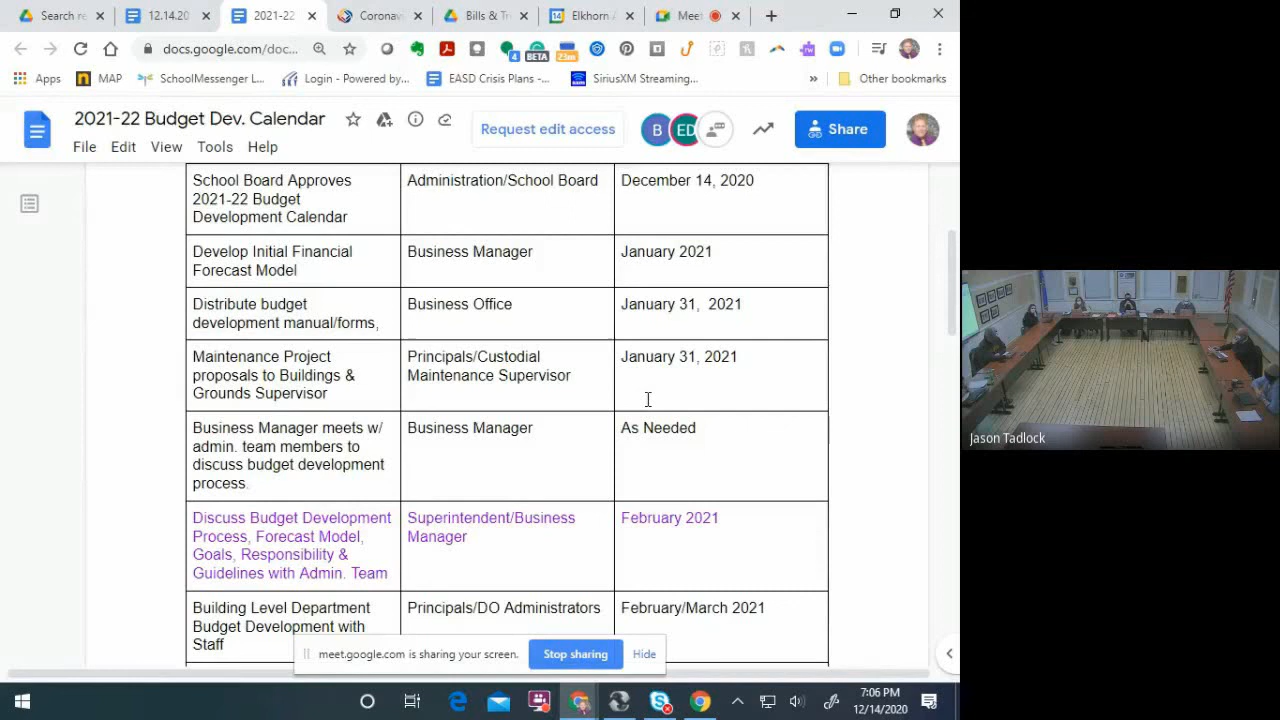 Search r
12.14.20
2021-22
Coronav
Bills & Tr
14
Elkhorn A
Meet
docs.google.com/doc...
4
BETA
23m
Apps
MAP
SchoolMessenger L...
Login - Powered by...
EASD Crisis Plans -...
SiriusXM Streaming...
»
Other bookmarks
2021-22 Budget Dev. Calendar
File Edit View Tools Help
Request edit access
B
ED
Share
School Board Approves
2021-22 Budget
Development Calendar
Administration/School Board
December 14, 2020
Develop Initial Financial
Forecast Model
Business Manager
January 2021
Distribute budget
development manual/forms,
Business Office
January 31, 2021
Maintenance Project
proposals to Buildings &
Grounds Supervisor
Principals/Custodial
Maintenance Supervisor
January 31, 2021
Business Manager meets w/
admin. team members to
discuss budget development
process.
Business Manager
As Needed
Discuss Budget Development
Process, Forecast Model,
Goals, Responsibility &
Guidelines with Admin. Team
Superintendent/Business
Manager
February 2021
Building Level Department
Budget Development with
Staff
Principals/DO Administrators
February/March 2021
meet.google.com is sharing your screen.
Stop sharing
Hide
Jason Tadlock
7:06 PM
12/14/2020